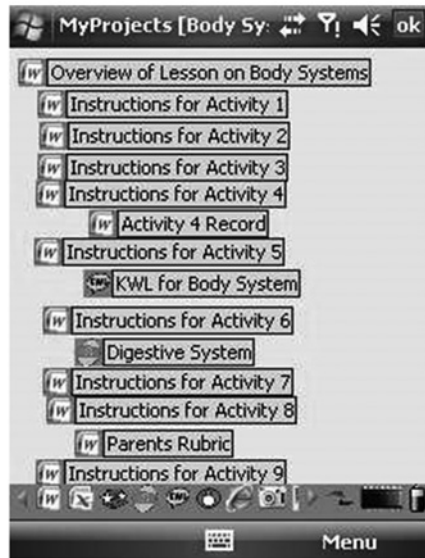 MyProjects [Body Sy: ok
Overview of Lesson on Body Systems
Instructions for Activity 1
Instructions for Activity 2
Instructions for Activity 3
Instructions for Activity 4
Activity 4 Record
Instructions for Activity 5
KWL for Body System
Instructions for Activity 6
Digestive System
Instructions for Activity 7
Instructions for Activity 8
Parents Rubric
Instructions for Activity 9
Menu